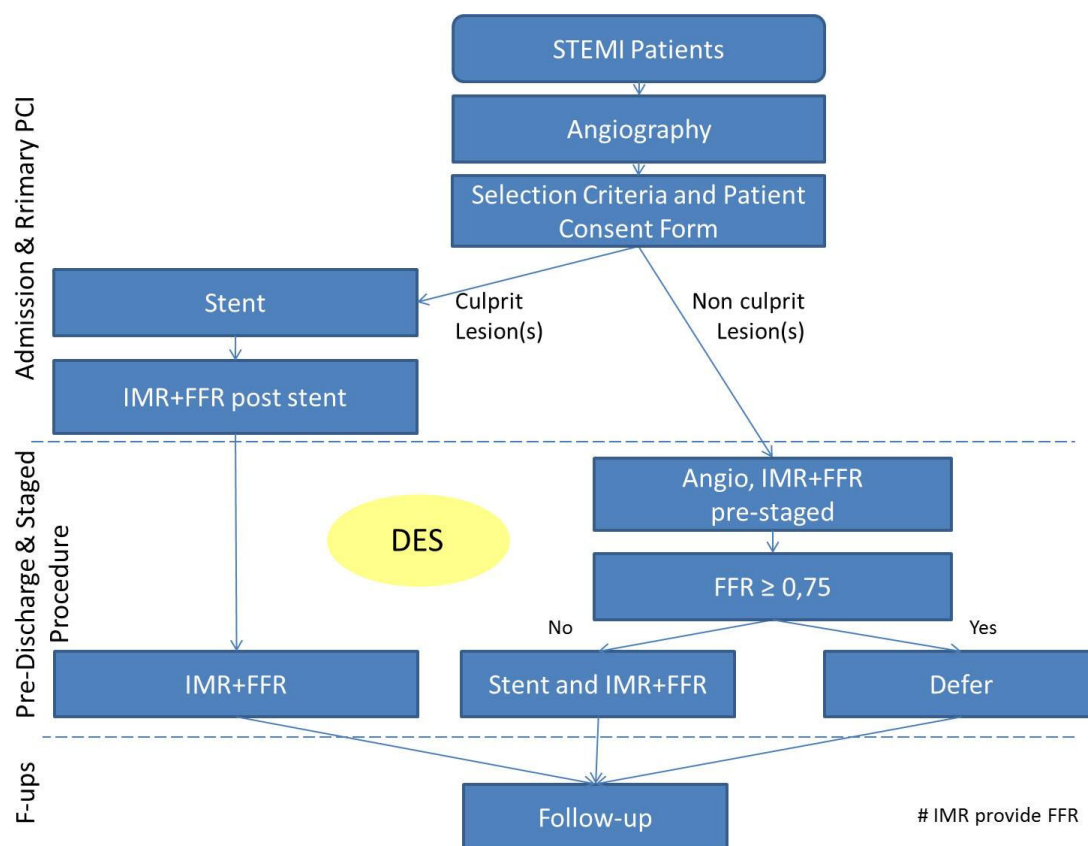 STEMI Patients
Angiography
Selection Criteria and Patient
Consent Form
Admission & Rrimary PCI
Stent
Culprit
Lesion(s)
Non culprit
Lesion(s)
IMR+FFR post stent
Pre-Discharge & Staged
Procedure
Angio, IMR+FFR
pre-staged
DES
FFR ≥ 0,75
No
Yes
IMR+FFR
Stent and IMR+FFR
Defer
F-ups
Follow-up
# IMR provide FFR